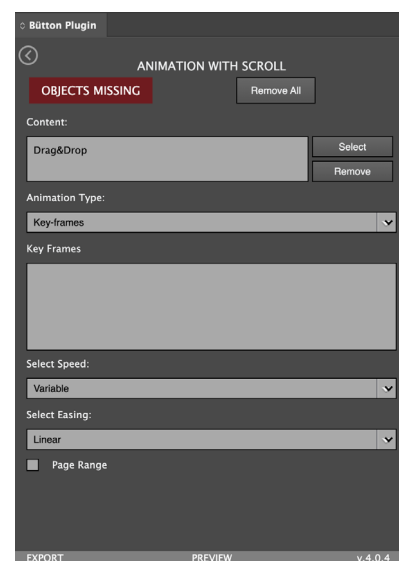 Bütton Plugin
ANIMATION WITH SCROLL
OBJECTS MISSING
Remove All
Content:
Drag&Drop
Select
Remove
Animation Type:
Key-frames
Key Frames
Select Speed:
Variable
Select Easing:
Linear
Page Range
EXPORT PREVIEW v.4.0.4